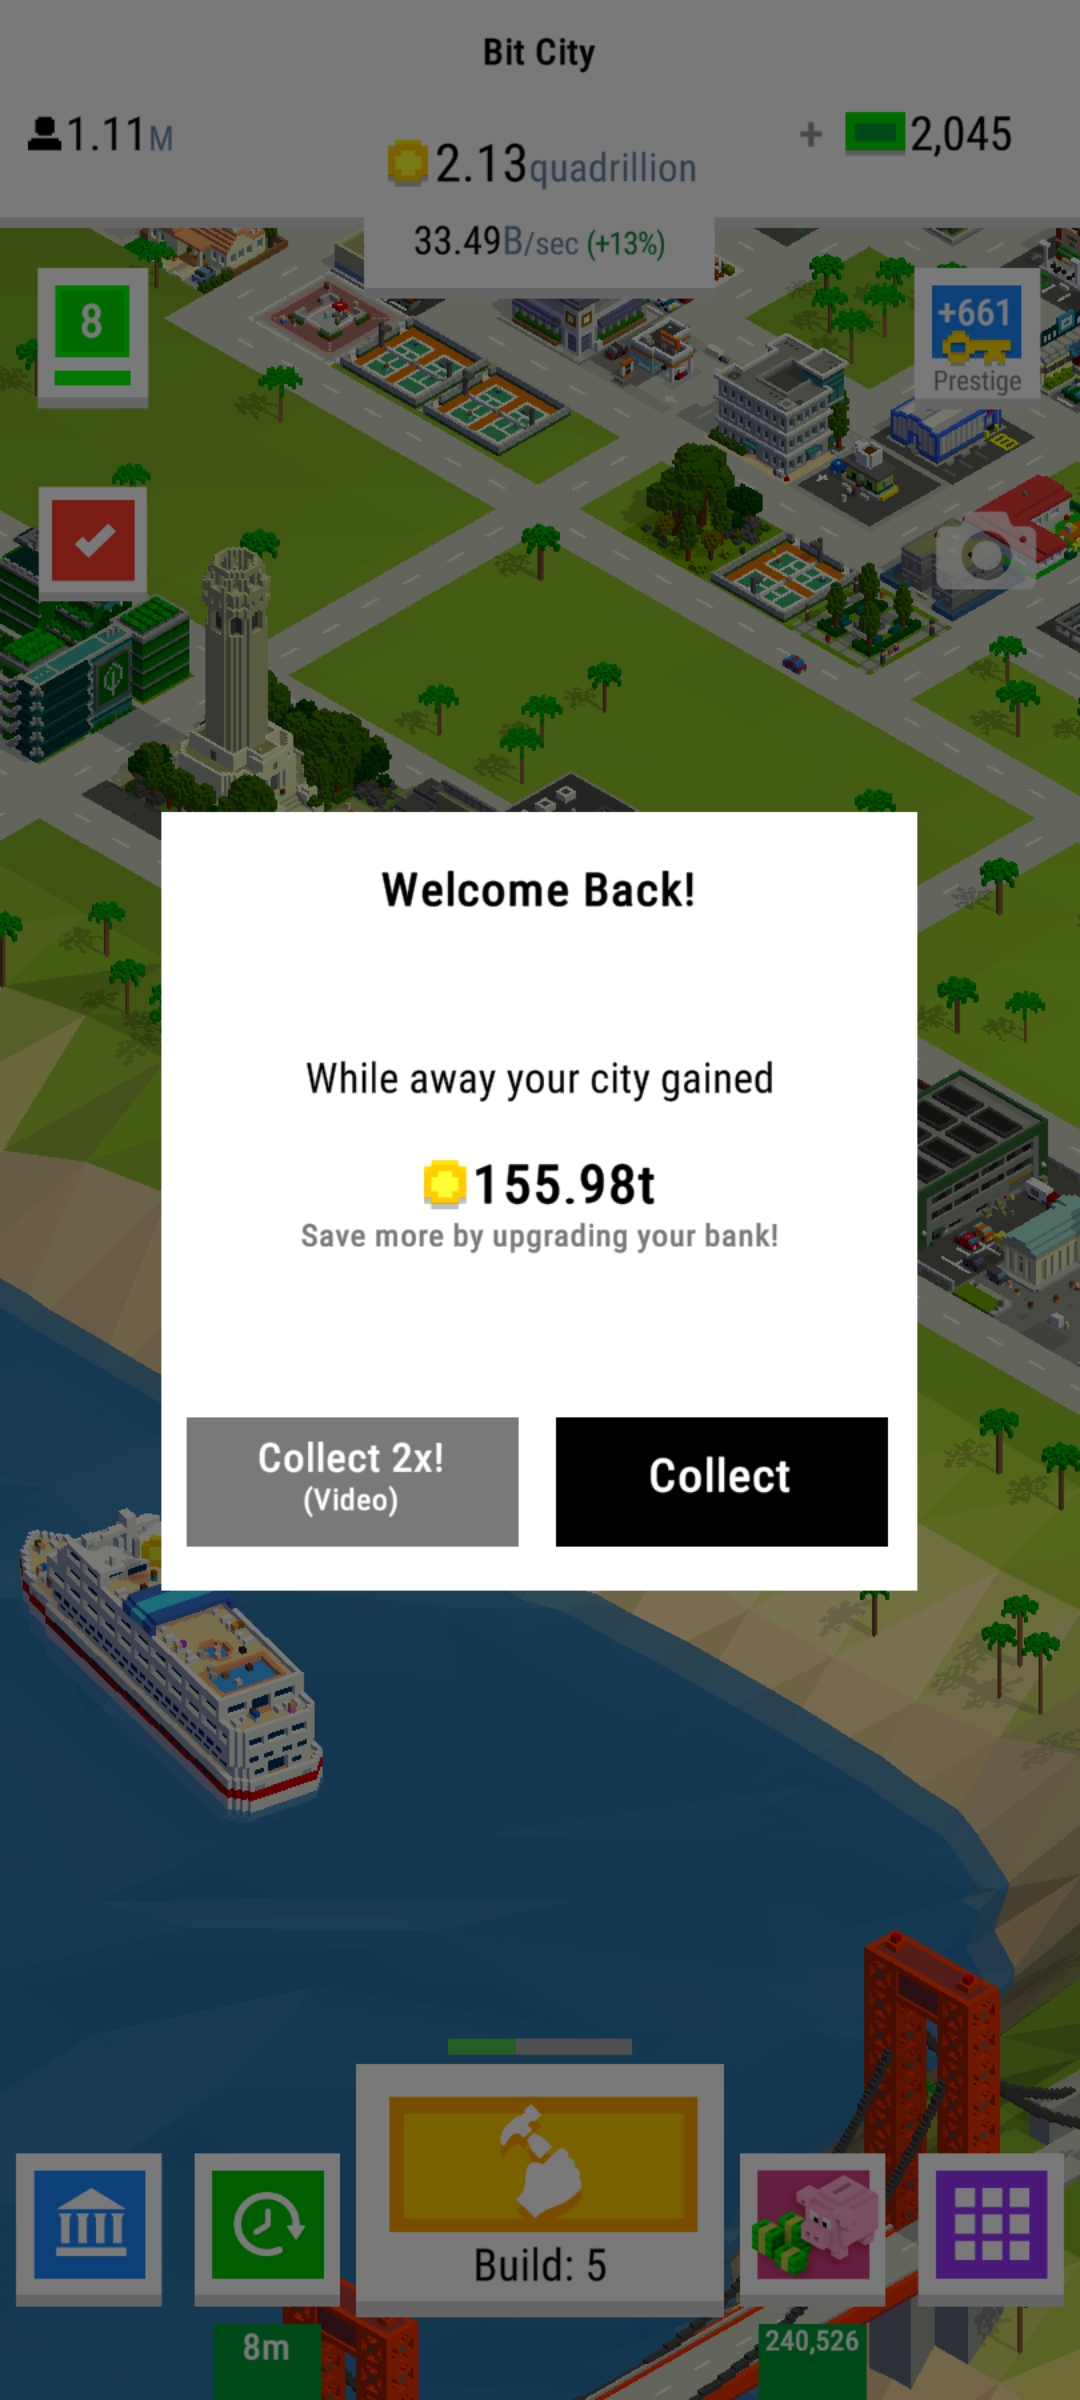 Bit City
1.11M
2.13quadrillion
+ 2,045
33.49B/sec (+13%)
8
+661
Prestige
Welcome Back!
While away your city gained
155.98t
Save more by upgrading your bank!
Collect 2x!
(Video)
Collect
Build: 5
8m
240,526